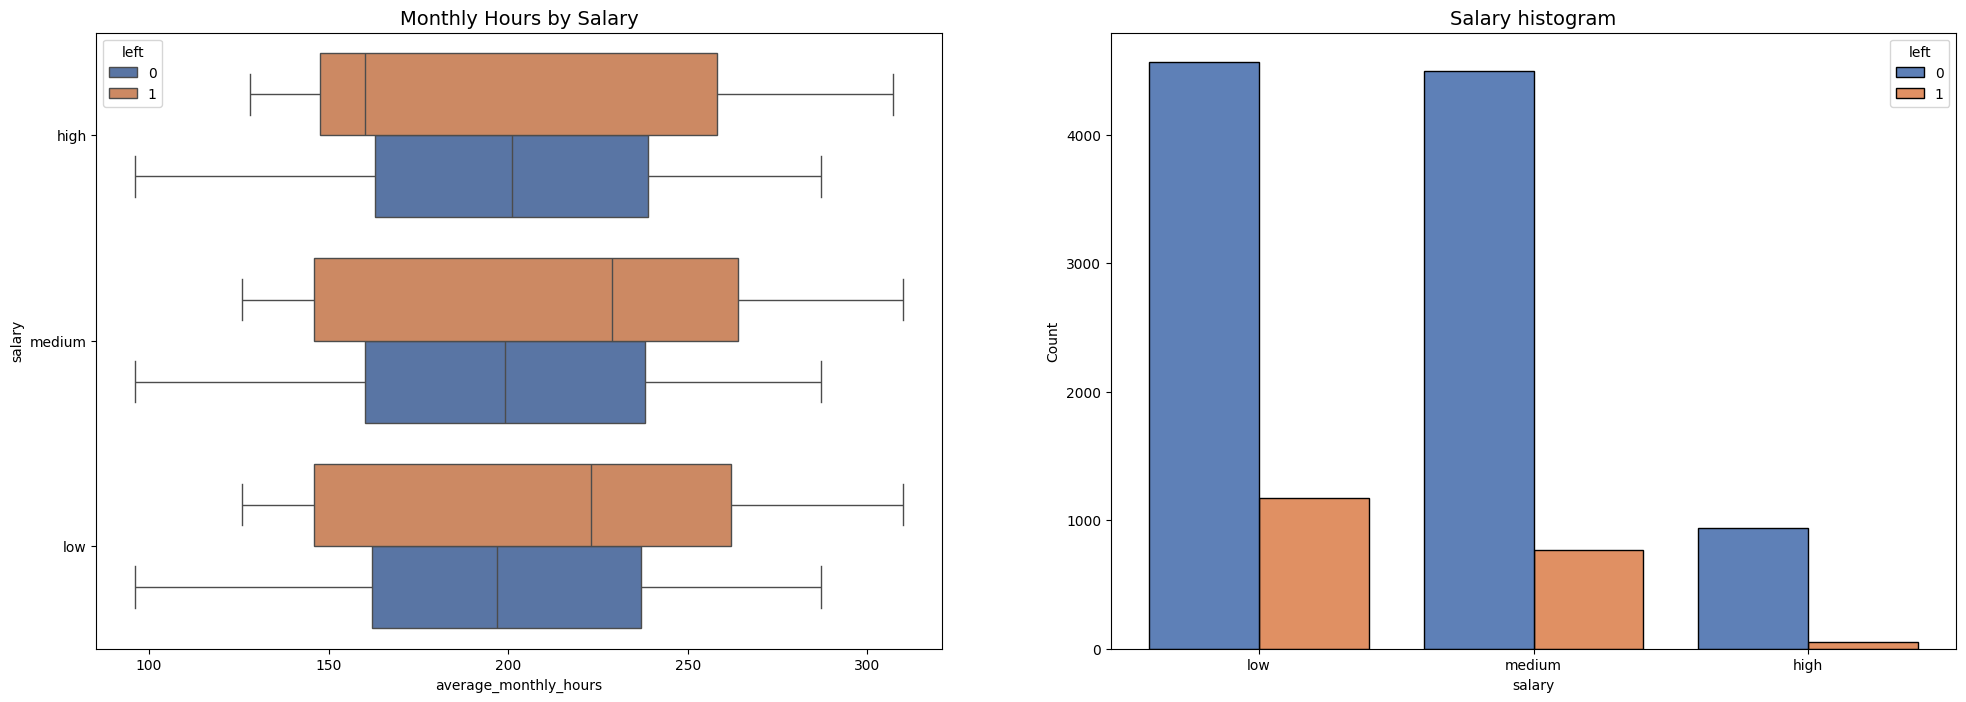 Monthly Hours by Salary
left
0
1
high
medium
low
salary
100 150 200 250 300
average_monthly_hours
Salary histogram
left
0
1
4000
3000
2000
1000
0
Count
low medium high
salary